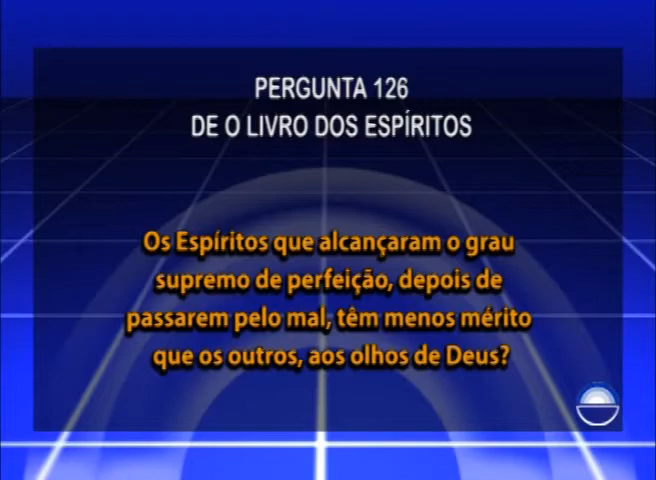 PERGUNTA 126
DE O LIVRO DOS ESPÍRITOS
Os Espíritos que alcançaram o grau
supremo de perfeição, depois de
passarem pelo mal, têm menos mérito
que os outros, aos olhos de Deus?